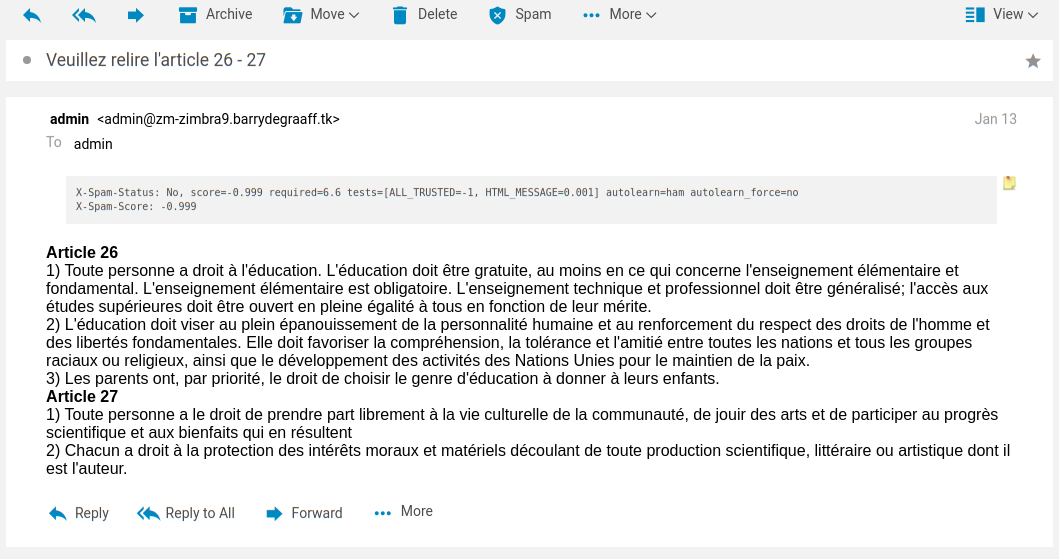 Archive Move Delete Spam More View
Veuillez relire l'article 26 - 27
admin <admin@zm-zimbra9.barrydegraaff.tk> Jan 13
To admin
X-Spam-Status: No, score=-0.999 required=6.6 tests=[ALL_TRUSTED=-1, HTML_MESSAGE=0.001] autolearn=ham autolearn_force=no
X-Spam-Score: -0.999
Article 26
1) Toute personne a droit à l'éducation. L'éducation doit être gratuite, au moins en ce qui concerne l'enseignement élémentaire et
fondamental. L'enseignement élémentaire est obligatoire. L'enseignement technique et professionnel doit être généralisé; l'accès aux
études supérieures doit être ouvert en pleine égalité à tous en fonction de leur mérite.
2) L'éducation doit viser au plein épanouissement de la personnalité humaine et au renforcement du respect des droits de l'homme et
des libertés fondamentales. Elle doit favoriser la compréhension, la tolérance et l'amitié entre toutes les nations et tous les groupes
raciaux ou religieux, ainsi que le développement des activités des Nations Unies pour le maintien de la paix.
3) Les parents ont, par priorité, le droit de choisir le genre d'éducation à donner à leurs enfants.
Article 27
1) Toute personne a le droit de prendre part librement à la vie culturelle de la communauté, de jouir des arts et de participer au progrès
scientifique et aux bienfaits qui en résultent
2) Chacun a droit à la protection des intérêts moraux et matériels découlant de toute production scientifique, littéraire ou artistique dont il
est l'auteur.
Reply Reply to All Forward More